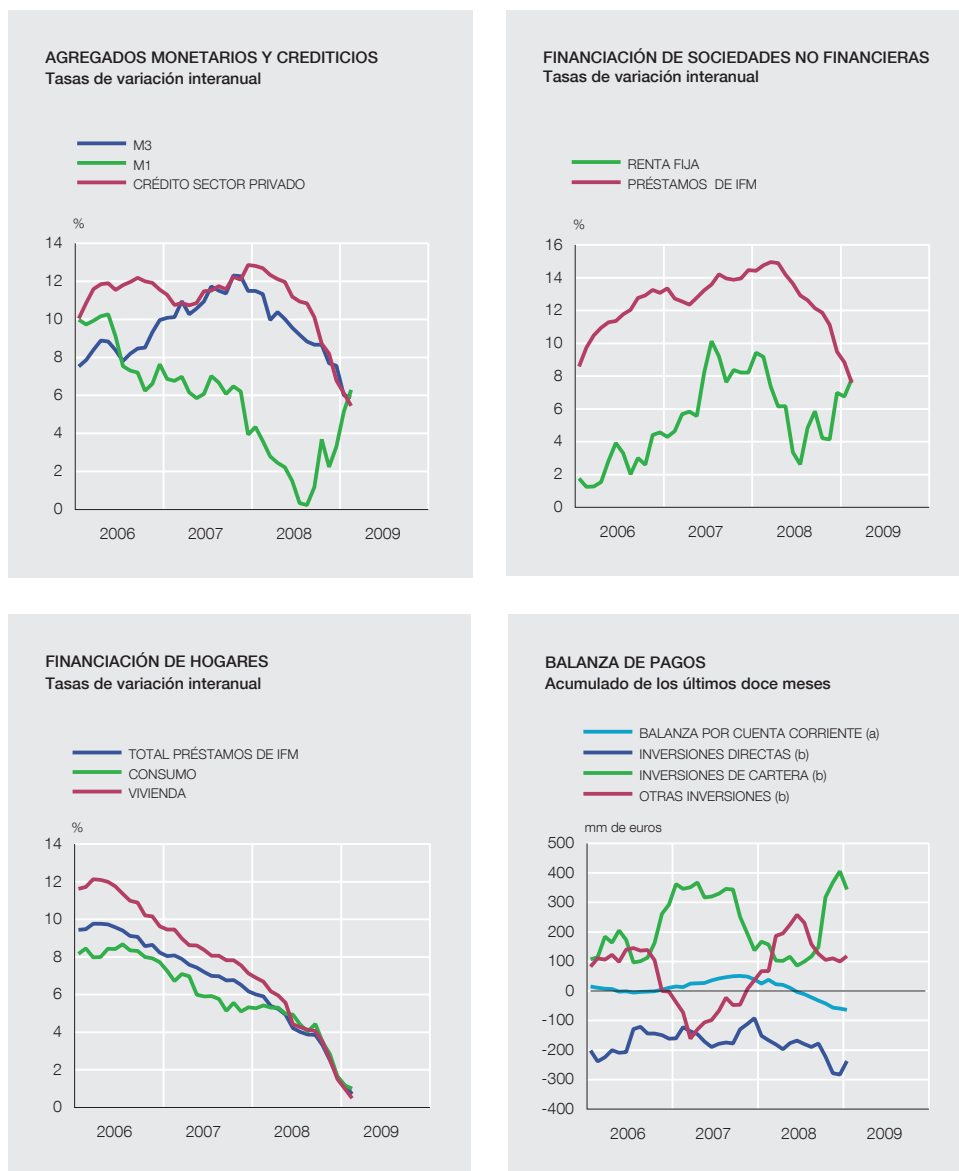 AGREGADOS MONETARIOS Y CREDITICIOS
Tasas de variación interanual
M3
M1
CRÉDITO SECTOR PRIVADO
%
14
12
10
8
6
4
2
0
2006 2007 2008 2009
FINANCIACIÓN DE SOCIEDADES NO FINANCIERAS
Tasas de variación interanual
RENTA FIJA
PRÉSTAMOS DE IFM
%
16
14
12
10
8
6
4
2
0
2006 2007 2008 2009
FINANCIACIÓN DE HOGARES
Tasas de variación interanual
TOTAL PRÉSTAMOS DE IFM
CONSUMO
VIVIENDA
%
14
12
10
8
6
4
2
0
2006 2007 2008 2009
BALANZA DE PAGOS
Acumulado de los últimos doce meses
BALANZA POR CUENTA CORRIENTE (a)
INVERSIONES DIRECTAS (b)
INVERSIONES DE CARTERA (b)
OTRAS INVERSIONES (b)
mm de euros
500
400
300
200
100
0
-100
-200
-300
-400
2006 2007 2008 2009